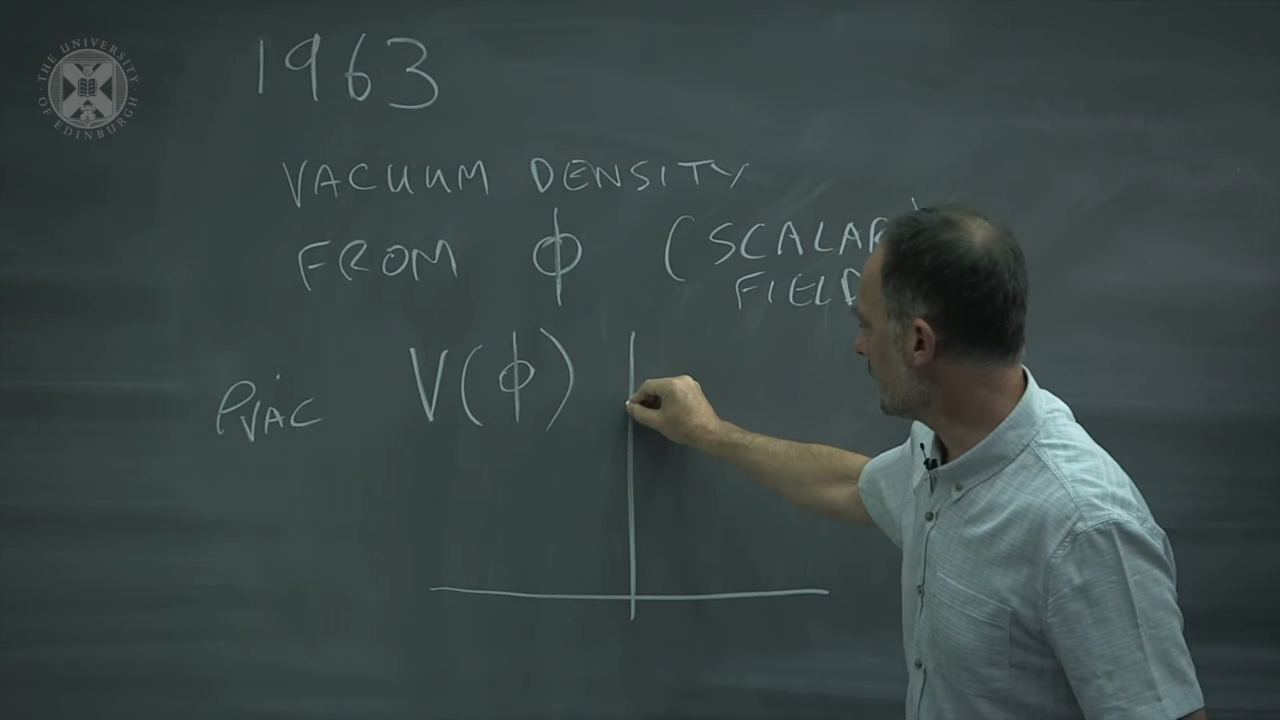 THE UNIVERSITY OF EDINBURGH
1963
VACUUM DENSITY
FROM ϕ (SCALAR
FIELD
ρVAC V(ϕ)